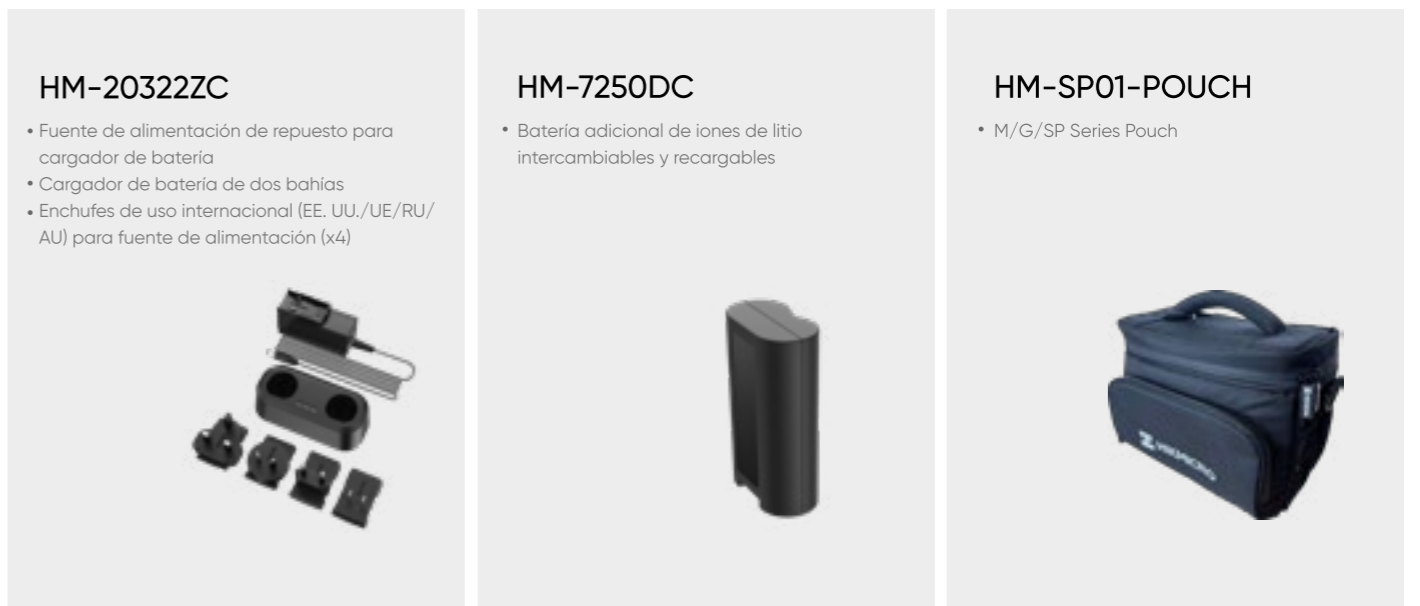 HM-20322ZC
• Fuente de alimentación de repuesto para
cargador de batería
• Cargador de batería de dos bahías
• Enchufes de uso internacional (EE. UU./UE/RU/
AU) para fuente de alimentación (x4)
HM-7250DC
• Batería adicional de iones de litio
intercambiables y recargables
HM-SP01-POUCH
• M/G/SP Series Pouch